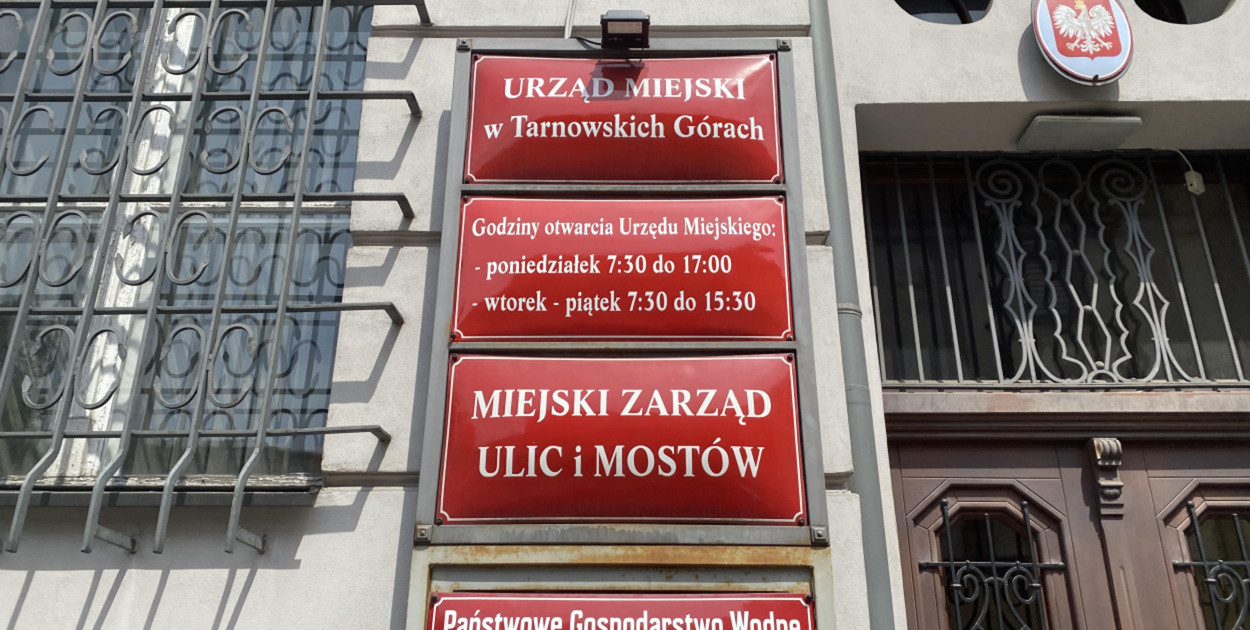 URZĄD MIEJSKI
w Tarnowskich Górach
Godziny otwarcia Urzędu Miejskiego:
- poniedziałek 7:30 do 17:00
- wtorek - piątek 7:30 do 15:30
MIEJSKI ZARZĄD
ULIC i MOSTÓW
Państwowe Gospodarstwo Wodne